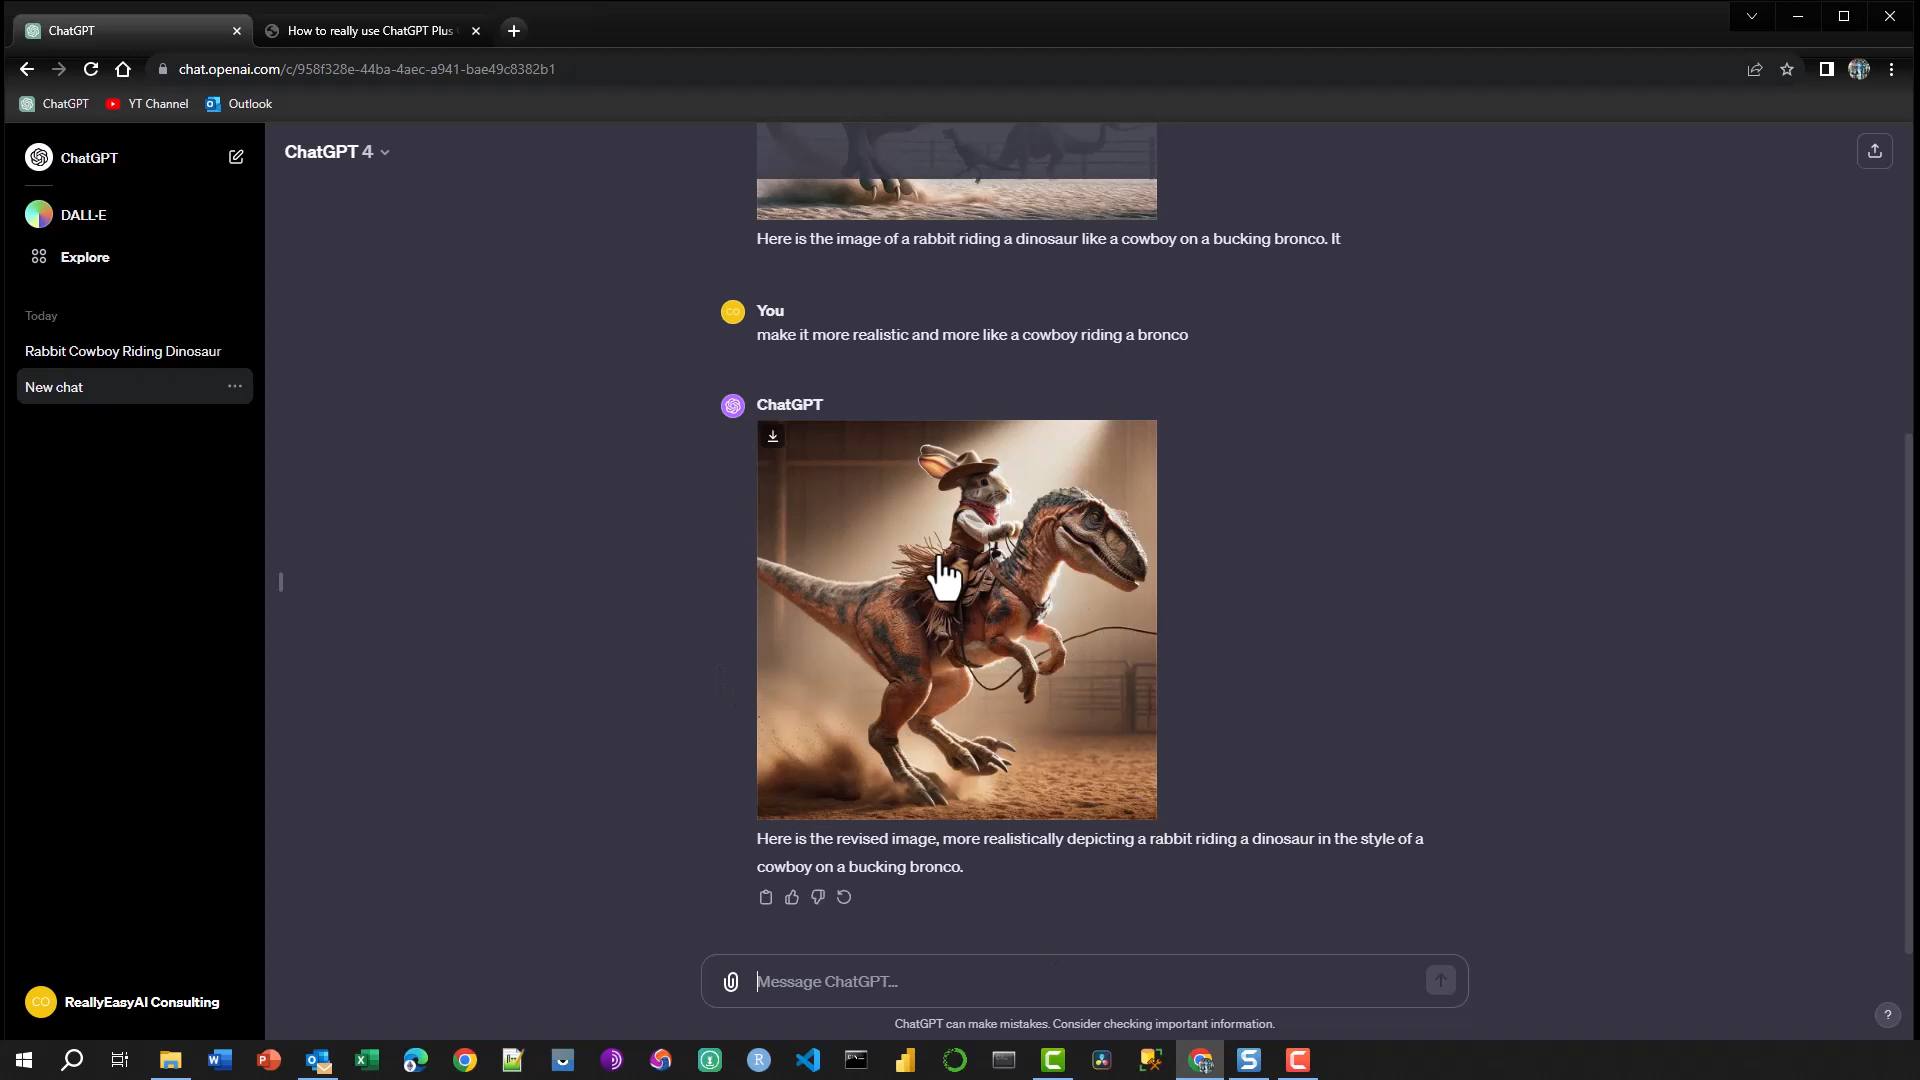 ChatGPT
How to really use ChatGPT Plus
chat.openai.com/c/958f328e-44ba-4aec-a941-bae49c8382b1
ChatGPT
YT Channel
Outlook
ChatGPT
DALL·E
Explore
Today
Rabbit Cowboy Riding Dinosaur
New chat
ReallyEasyAI Consulting
ChatGPT 4
Here is the image of a rabbit riding a dinosaur like a cowboy on a bucking bronco. It
You
make it more realistic and more like a cowboy riding a bronco
ChatGPT
Here is the revised image, more realistically depicting a rabbit riding a dinosaur in the style of a
cowboy on a bucking bronco.
Message ChatGPT...
ChatGPT can make mistakes. Consider checking important information.
?